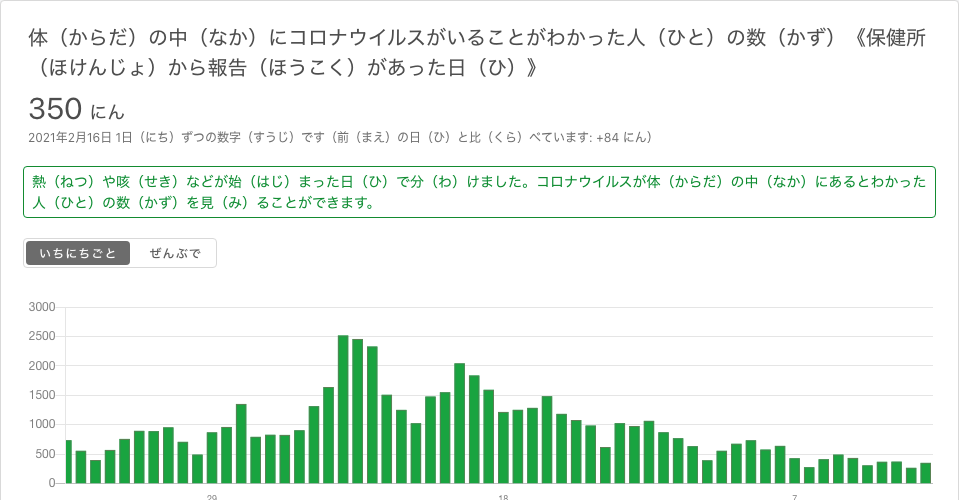 体（からだ）の中（なか）にコロナウイルスがいることがわかった人（ひと）の数（かず）《保健所
（ほけんじょ）から報告（ほうこく）があった日（ひ）》
350 にん
2021年2月16日 1日（にち）ずつの数字（すうじ）です（前（まえ）の日（ひ）と比（くら）べています: +84 にん）
熱（ねつ）や咳（せき）などが始（はじ）まった日（ひ）で分（わ）けました。コロナウイルスが体（からだ）の中（なか）にあるとわかった
人（ひと）の数（かず）を見（み）ることができます。
いちにちごと ぜんぶで
3000
2500
2000
1500
1000
500
0
29 18 7